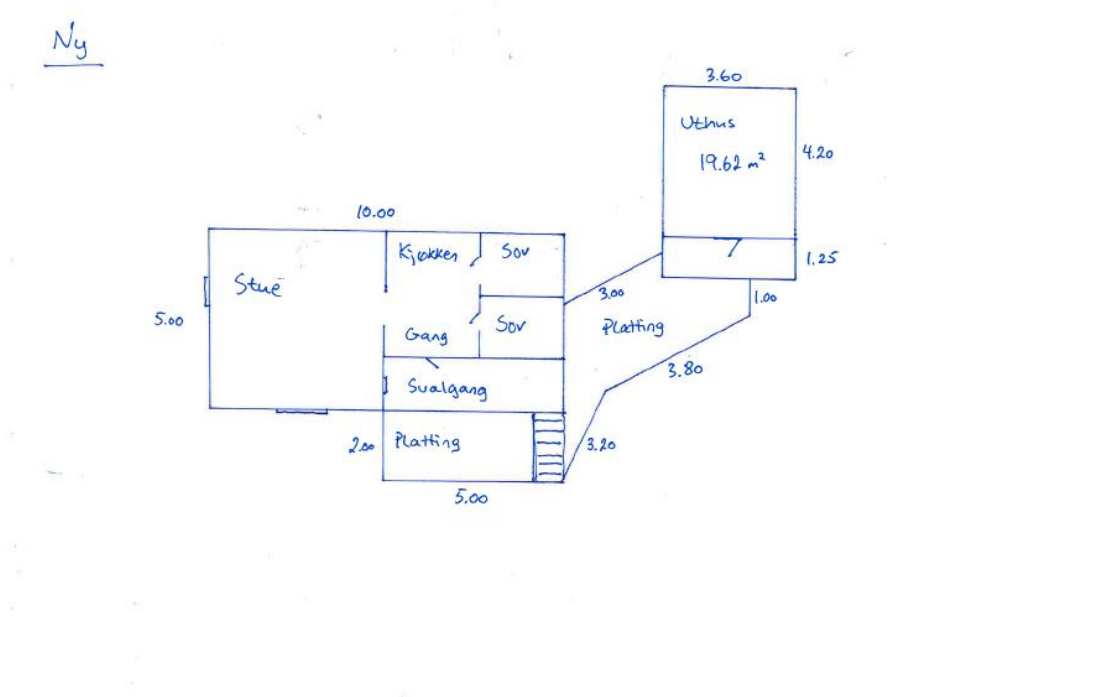 Ny
3.60
Uthus
19.62 m²
4.20
10.00
Kjøkken
Sov
1.25
Stue
3.00
1.00
5.00
Gang
Sov
Platting
3.80
Svalgang
2.00
Platting
3.20
5.00